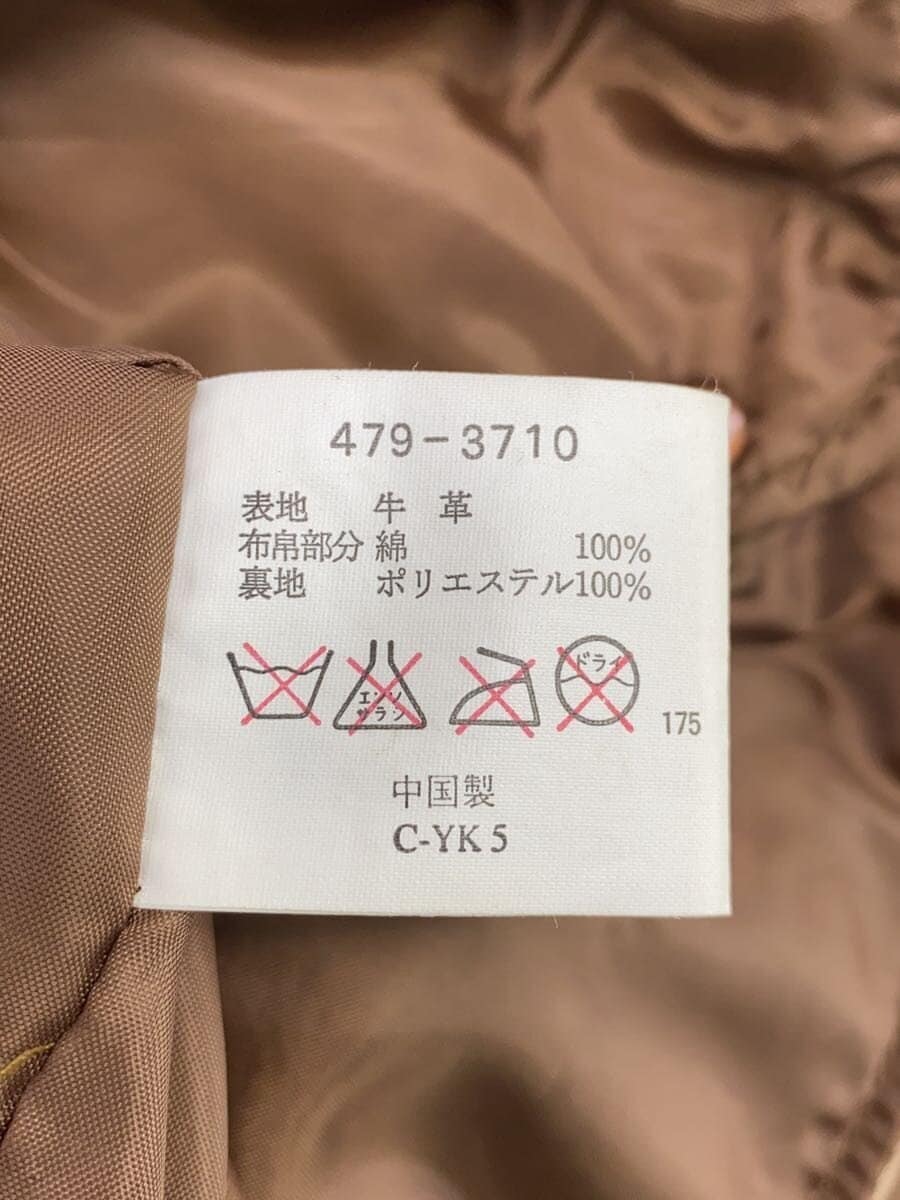 479-3710
表地 牛 革
布帛部分 綿 100%
裏地 ポリエステル100%
エンソ
サラシ
ドライ
175
中国製
C-YK 5